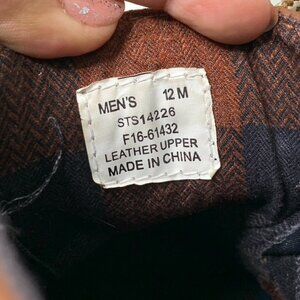 MEN'S 12 M
STS14226
F16-61432
LEATHER UPPER
MADE IN CHINA